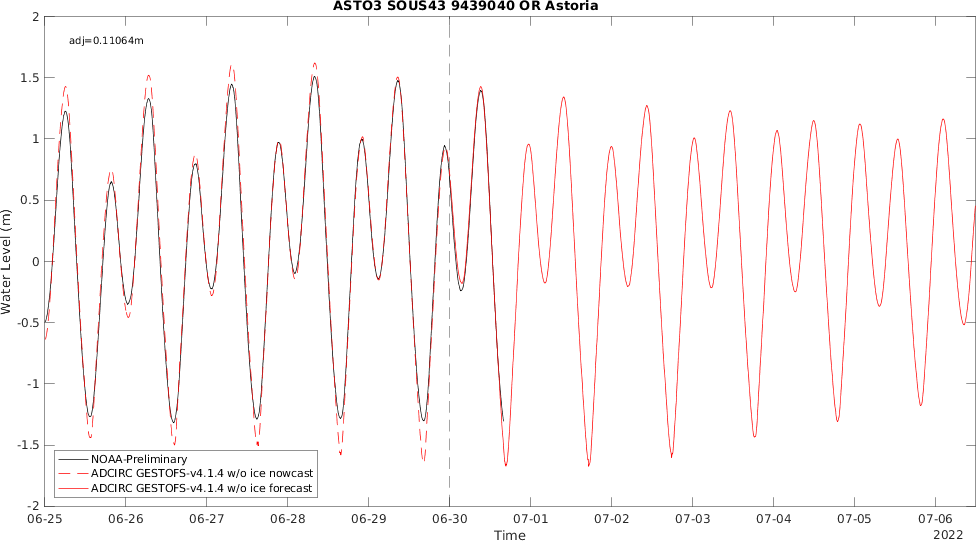 ASTO3 SOUS43 9439040 OR Astoria
adj=0.11064m
2
1.5
1
0.5
0
-0.5
-1
-1.5
-2
Water Level (m)
NOAA-Preliminary
ADCIRC GESTOFS-v4.1.4 w/o ice nowcast
ADCIRC GESTOFS-v4.1.4 w/o ice forecast
06-25 06-26 06-27 06-28 06-29 06-30 07-01 07-02 07-03 07-04 07-05 07-06
Time
2022